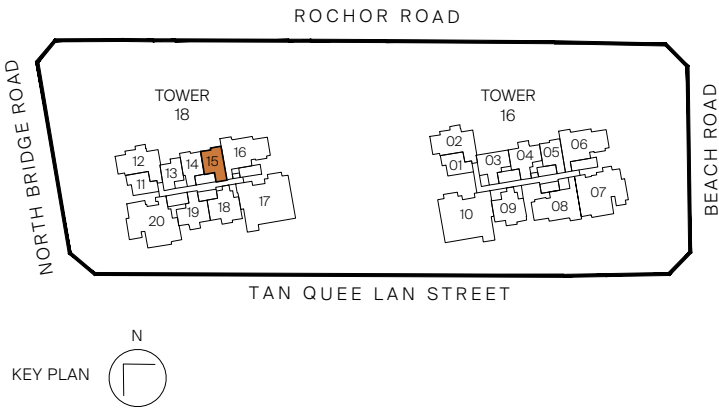 ROCHOR ROAD
NORTH BRIDGE ROAD
BEACH ROAD
TOWER
18
TOWER
16
12
11
13
14
15
16
20
19
18
17
02
01
03
04
05
06
10
09
08
07
TAN QUEE LAN STREET
N
KEY PLAN